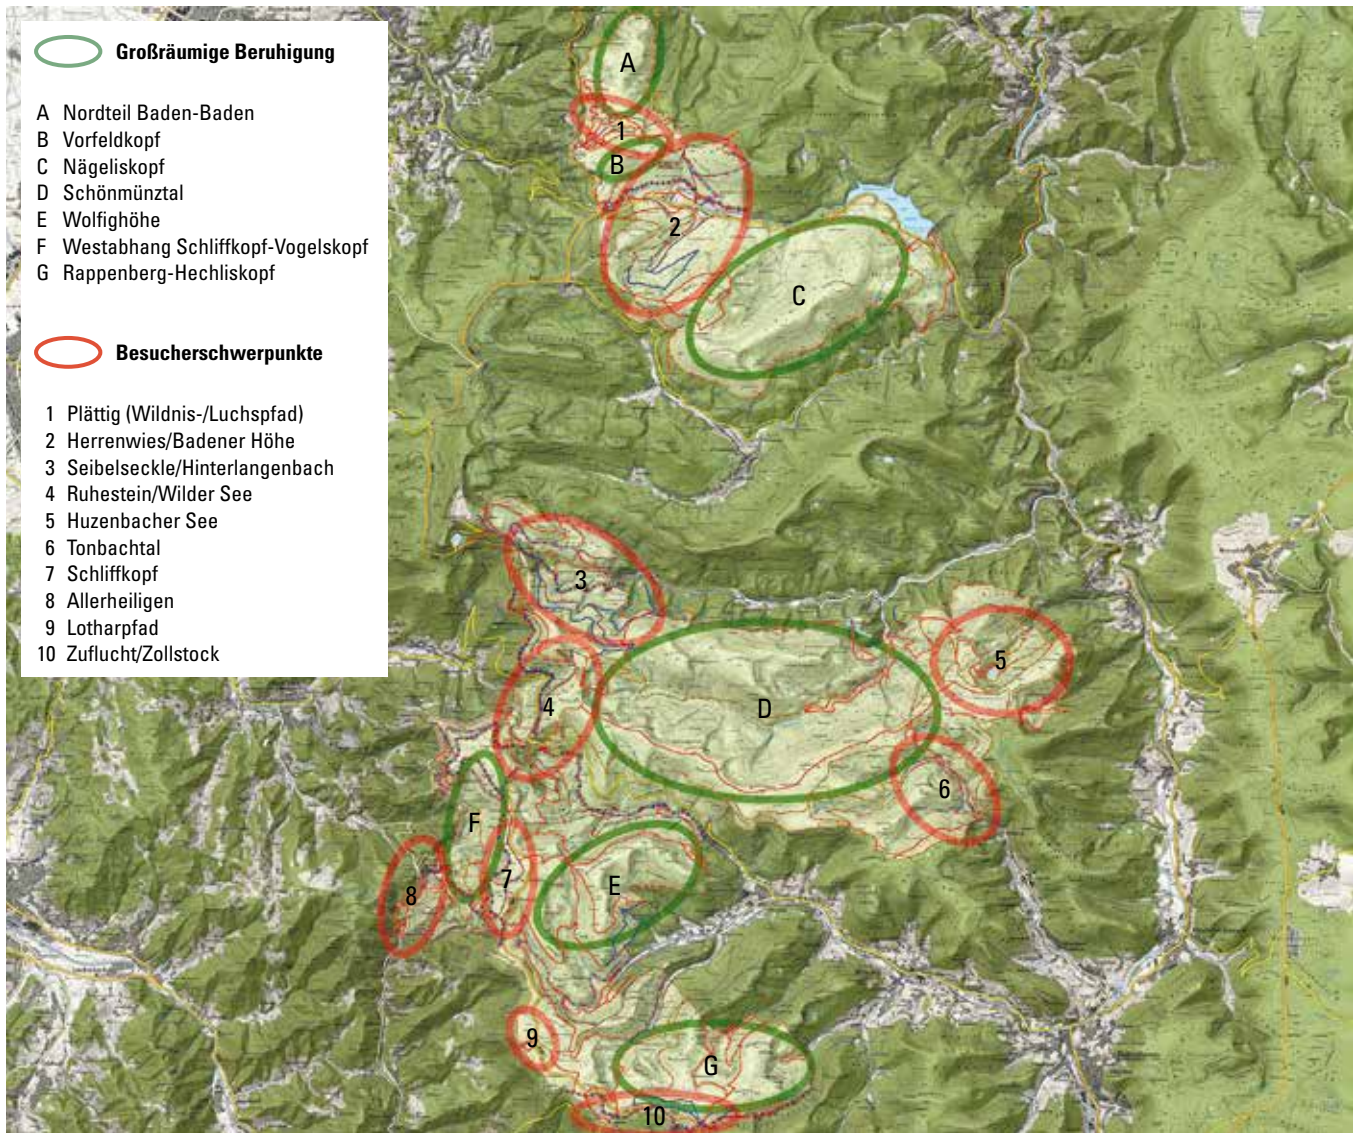 Großräumige Beruhigung
A Nordteil Baden-Baden
B Vorfeldkopf
C Nägeliskopf
D Schönmünztal
E Wolfighöhe
F Westabhang Schliffkopf-Vogelskopf
G Rappenberg-Hechliskopf
Besucherschwerpunkte
1 Plättig (Wildnis-/Luchspfad)
2 Herrenwies/Badener Höhe
3 Seibelseckle/Hinterlangenbach
4 Ruhestein/Wilder See
5 Huzenbacher See
6 Tonbachtal
7 Schliffkopf
8 Allerheiligen
9 Lotharpfad
10 Zuflucht/Zollstock
A
1
B
2
C
3
5
4
D
6
F
7
E
8
9
G
10